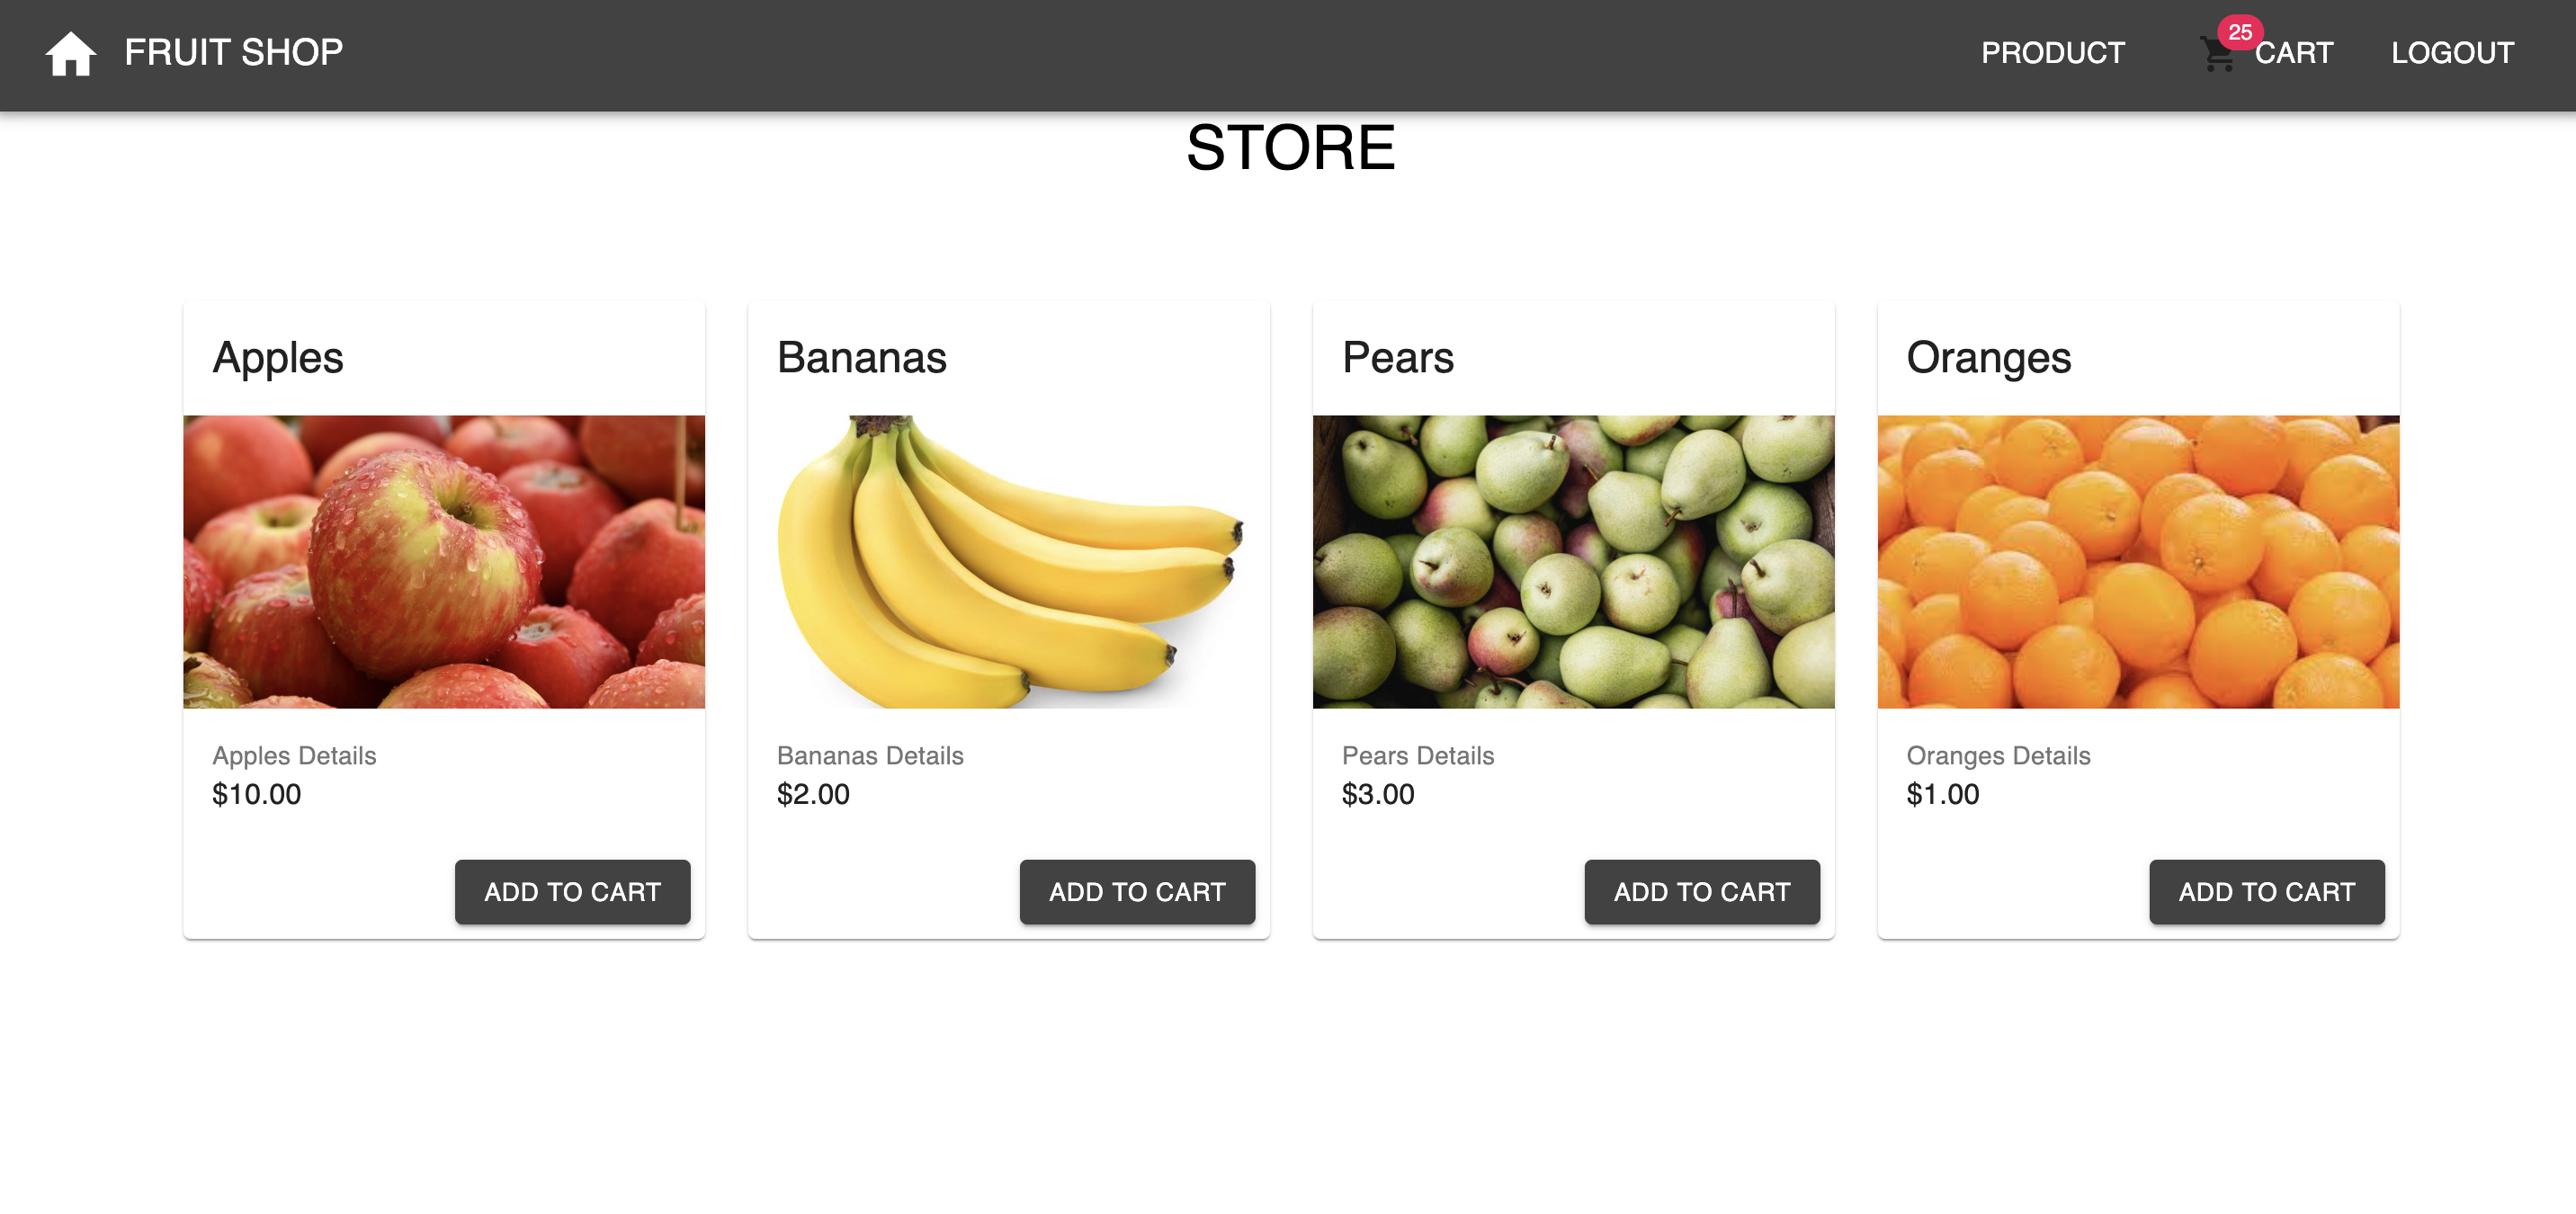 FRUIT SHOP
PRODUCT
25
CART
LOGOUT
STORE
Apples
Bananas
Pears
Oranges
Apples Details
$10.00
Bananas Details
$2.00
Pears Details
$3.00
Oranges Details
$1.00
ADD TO CART
ADD TO CART
ADD TO CART
ADD TO CART